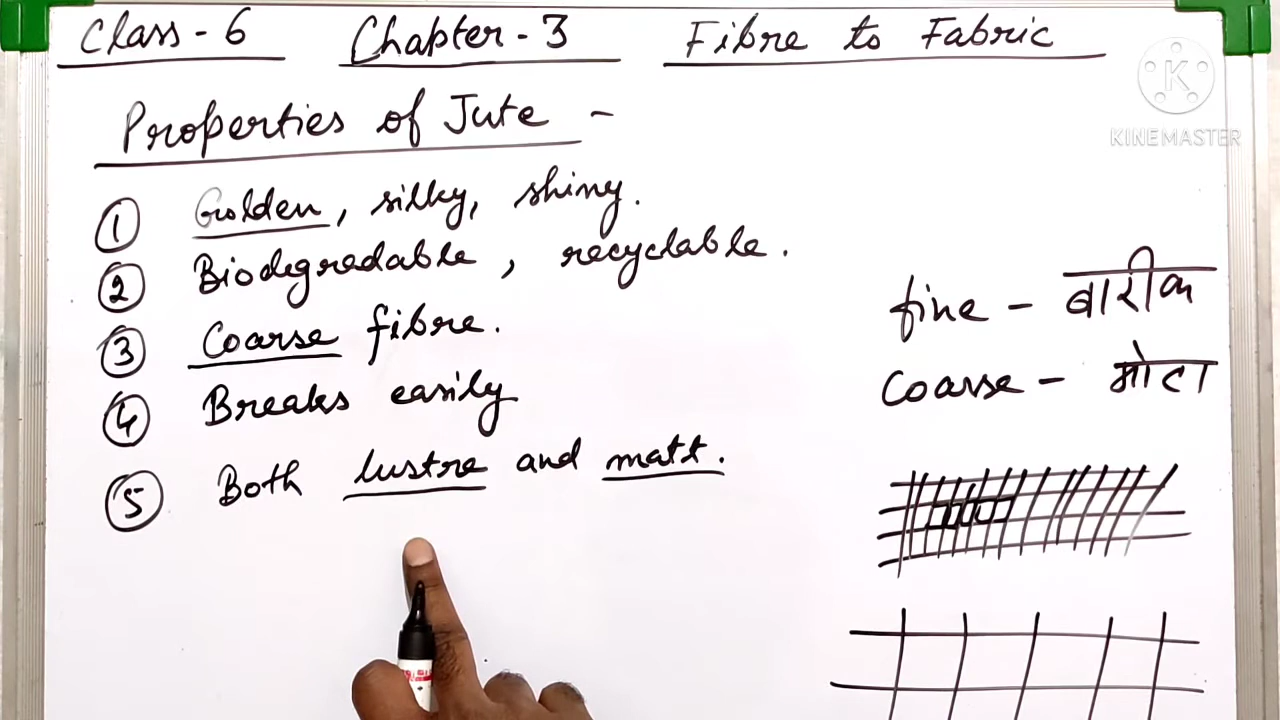 Class - 6 Chapter - 3 Fibre to Fabric
K
KINEMASTER
Properties of Jute -
① Golden, silky, shiny.
② Biodegradable, recyclable.
③ Coarse fibre.
④ Breaks easily
⑤ Both lustre and matt.
fine - बारीक
Coarse - मोटा